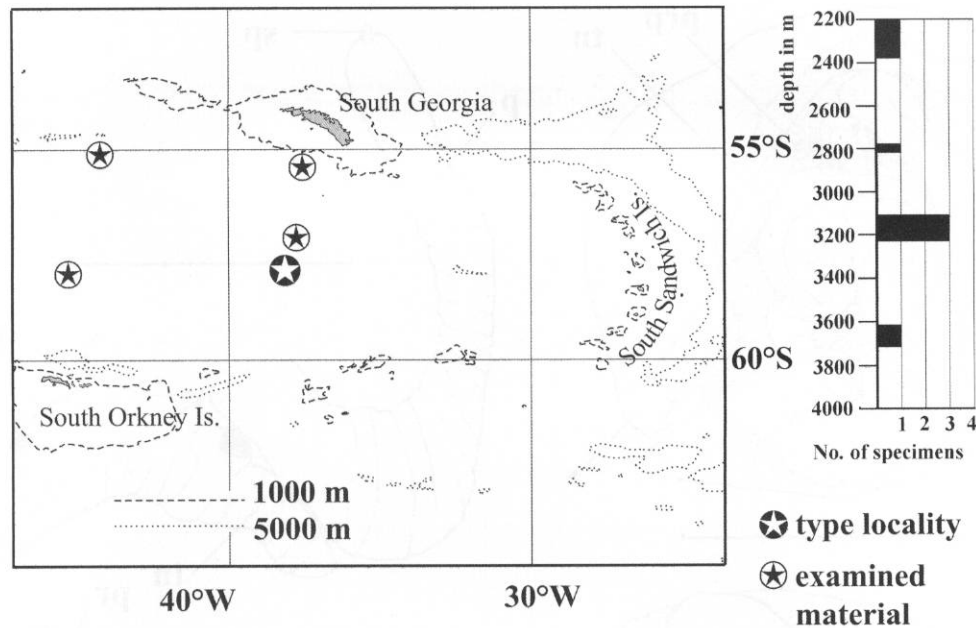 South Georgia
55°S
South Sandwich Is.
60°S
South Orkney Is.
1000 m
5000 m
40°W
30°W
depth in m
2200
2400
2600
2800
3000
3200
3400
3600
3800
4000
1 2 3 4
No. of specimens
type locality
examined
material